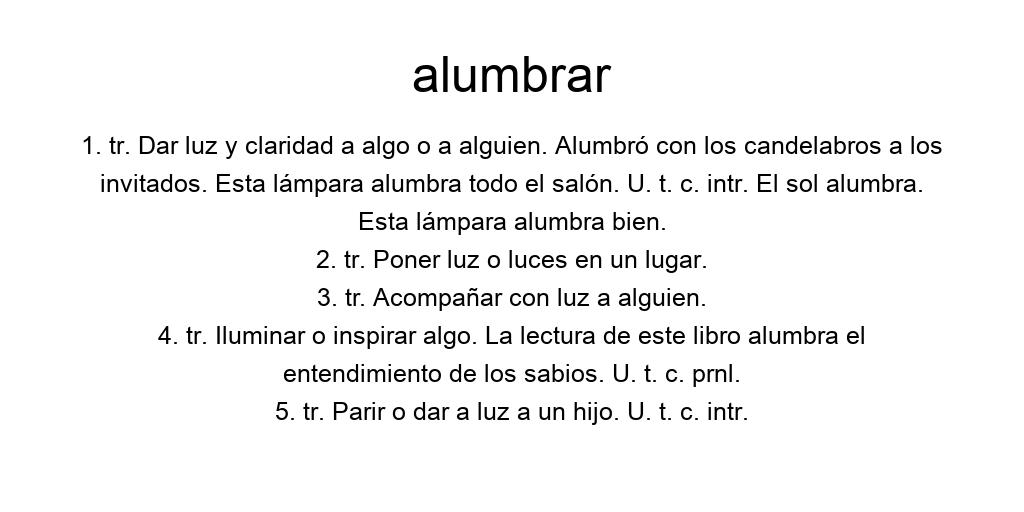 alumbrar
1. tr. Dar luz y claridad a algo o a alguien. Alumbró con los candelabros a los
invitados. Esta lámpara alumbra todo el salón. U. t. c. intr. El sol alumbra.
Esta lámpara alumbra bien.
2. tr. Poner luz o luces en un lugar.
3. tr. Acompañar con luz a alguien.
4. tr. Iluminar o inspirar algo. La lectura de este libro alumbra el
entendimiento de los sabios. U. t. c. prnl.
5. tr. Parir o dar a luz a un hijo. U. t. c. intr.